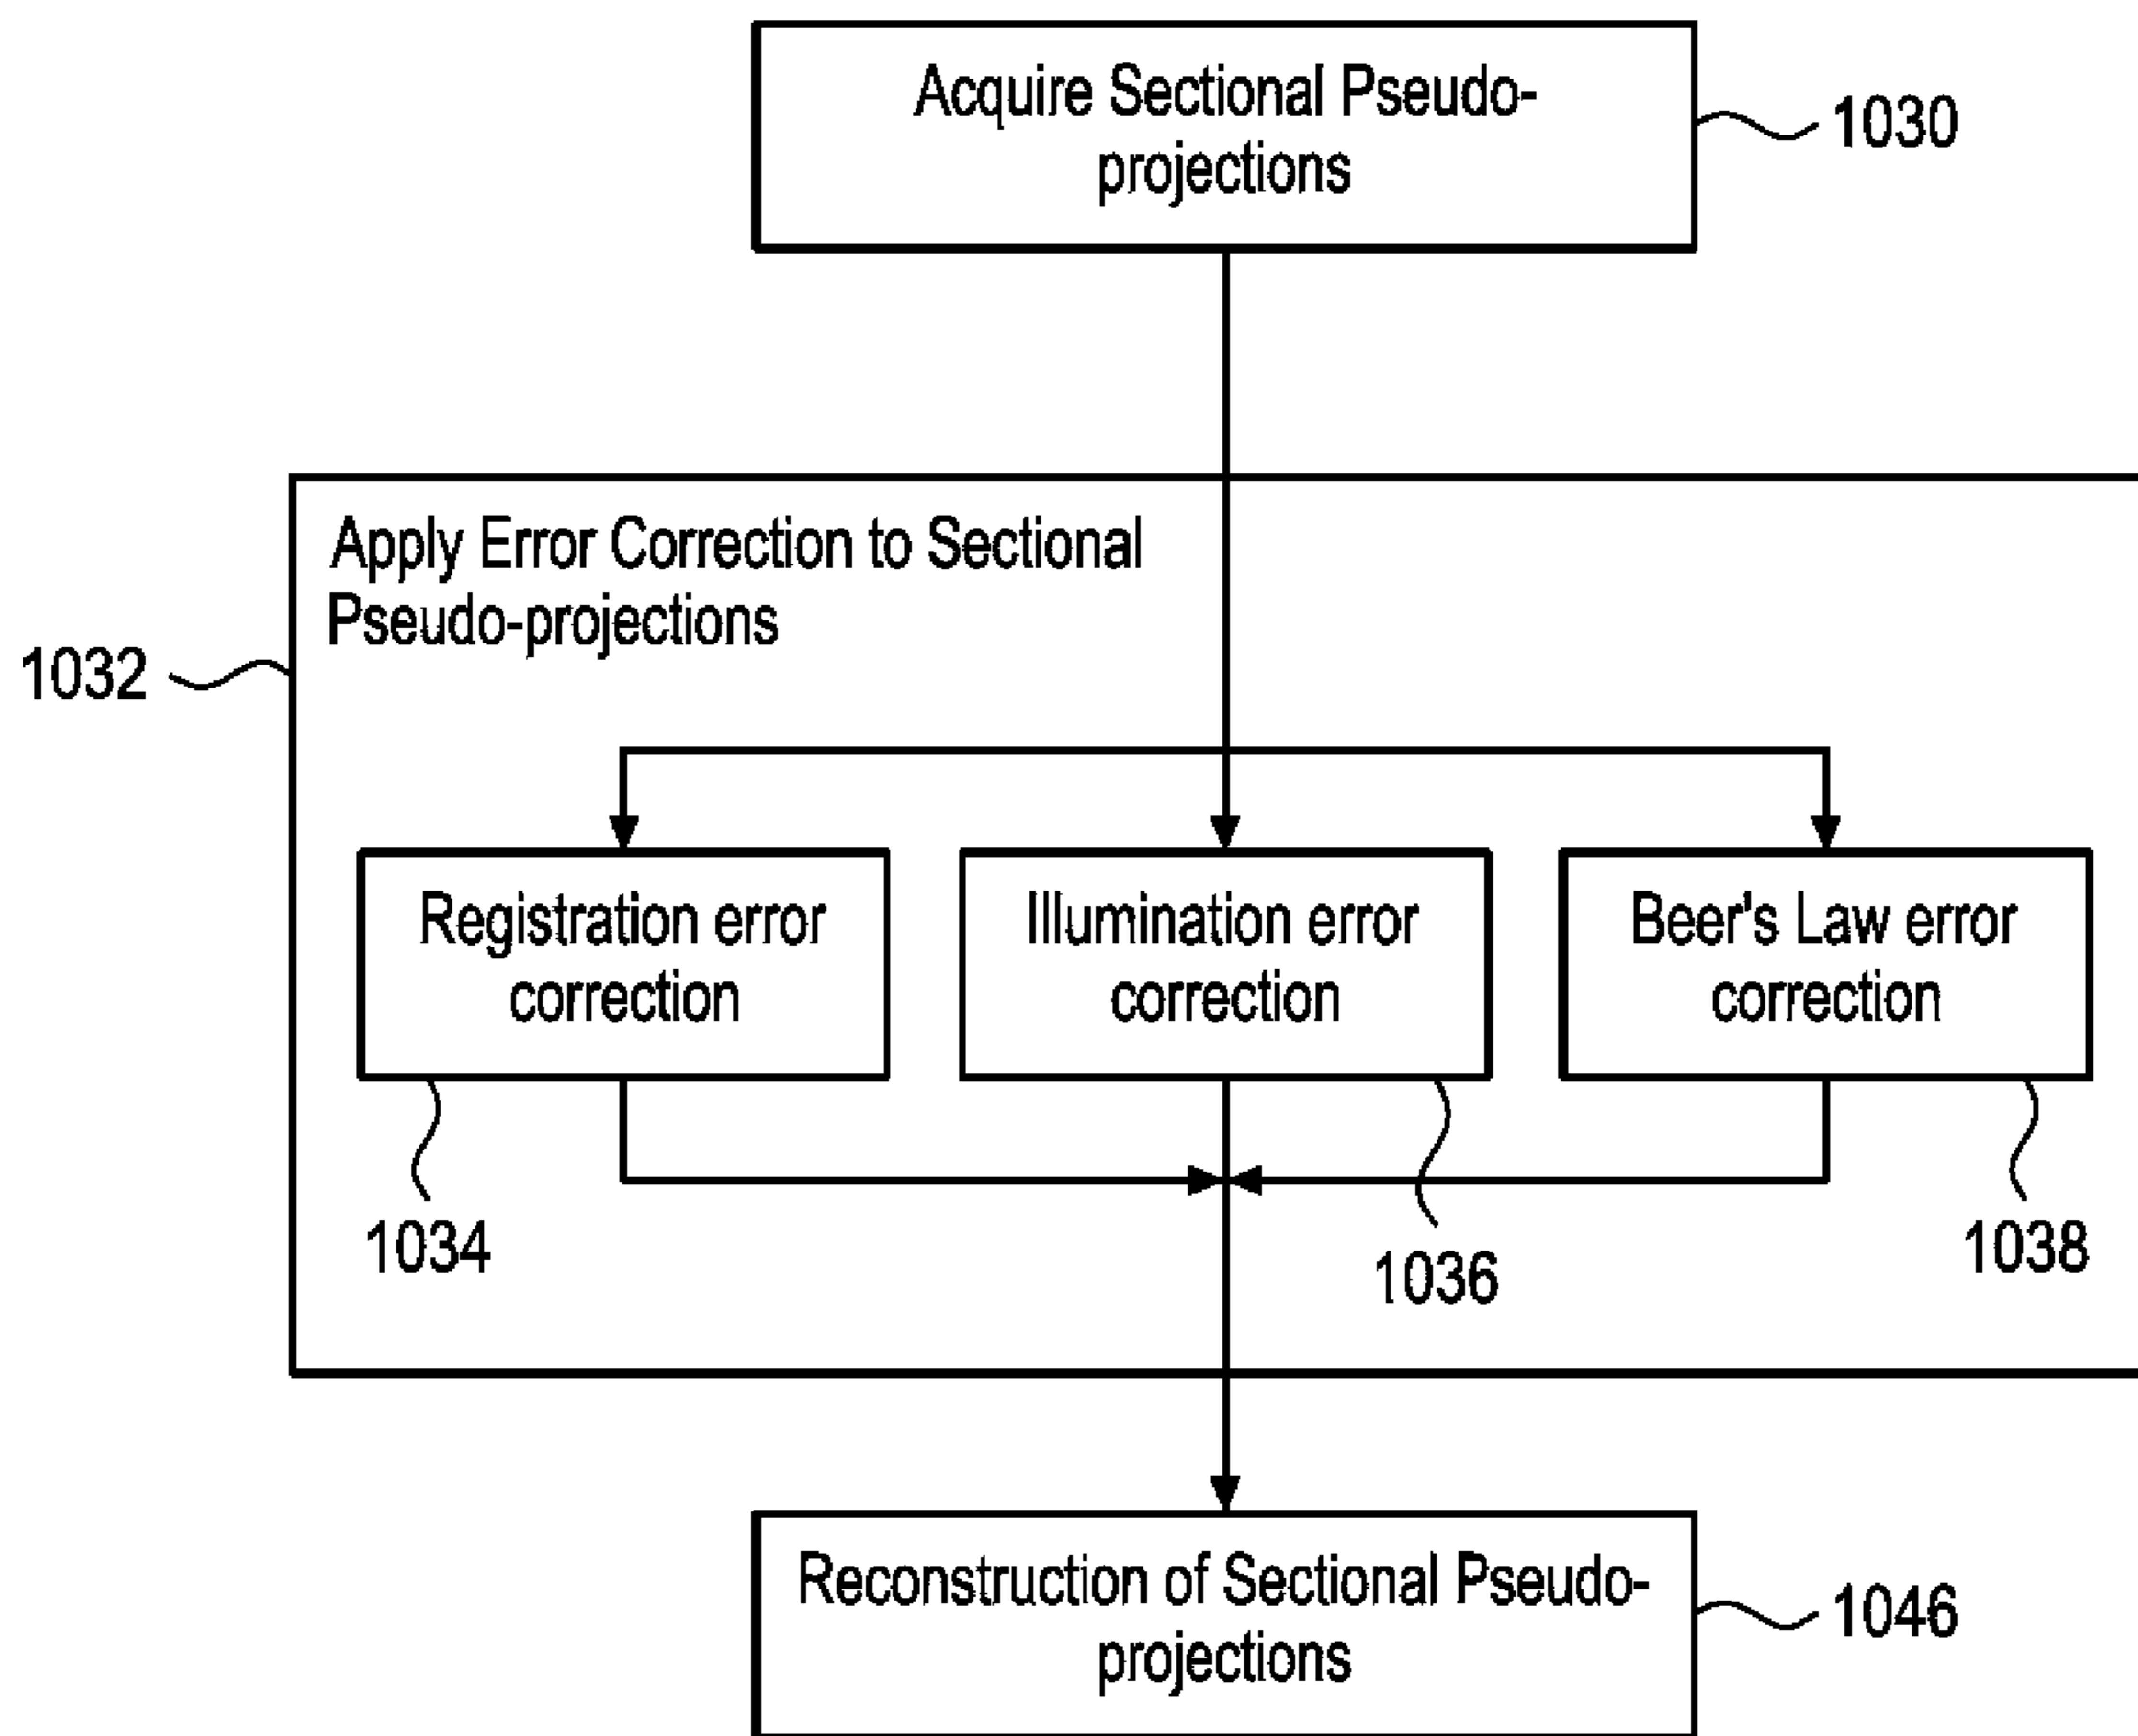 Acquire Sectional Pseudo-
projections
1030
Apply Error Correction to Sectional
Pseudo-projections
1032
Registration error
correction
Illumination error
correction
Beer's Law error
correction
1034
1036
1038
Reconstruction of Sectional Pseudo-
projections
1046